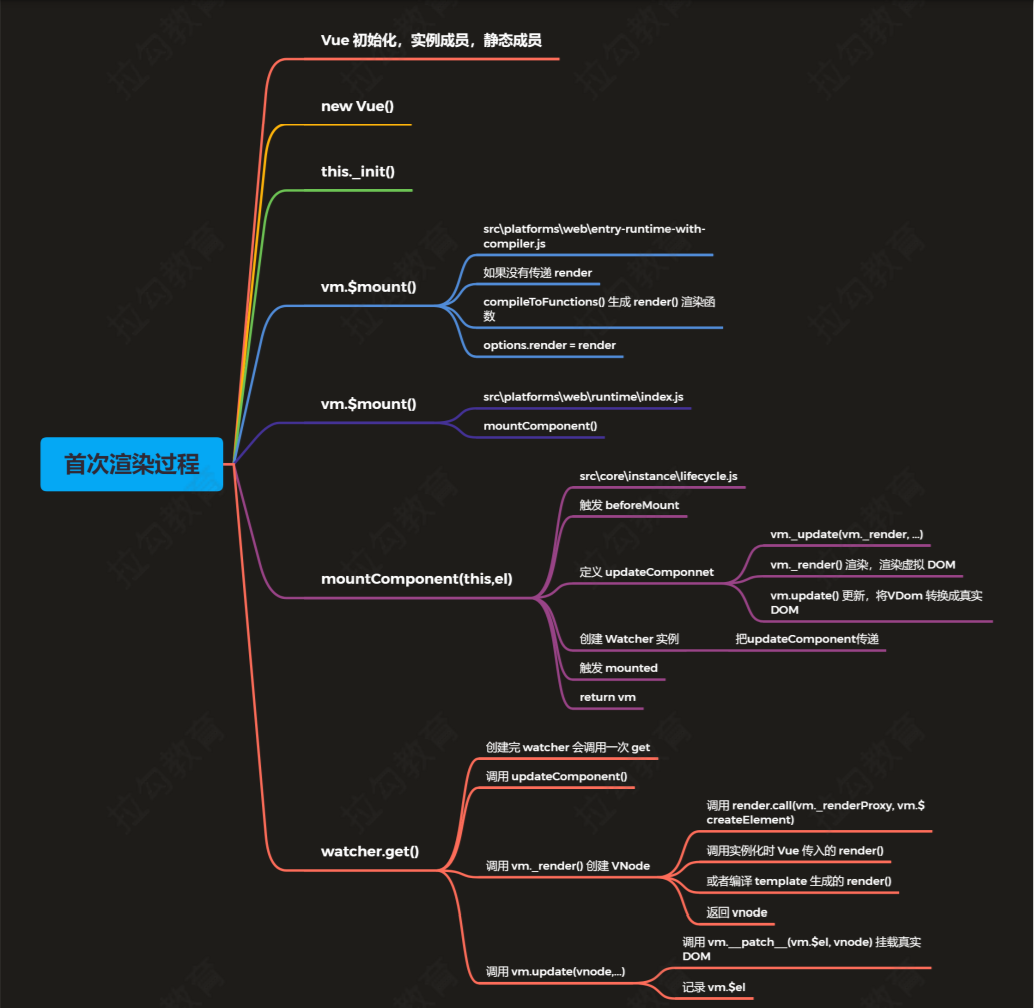 Vue 初始化，实例成员，静态成员
new Vue()
this._init()
vm.$mount()
src\platforms\web\entry-runtime-with-
compiler.js
如果没有传递 render
compileToFunctions() 生成 render() 渲染函
数
options.render = render
vm.$mount()
src\platforms\web\runtime\index.js
mountComponent()
首次渲染过程
mountComponent(this,el)
src\core\instance\lifecycle.js
触发 beforeMount
定义 updateComponnet
vm._update(vm._render, ...)
vm._render() 渲染，渲染虚拟 DOM
vm.update() 更新，将VDom 转换成真实
DOM
创建 Watcher 实例
把updateComponent传递
触发 mounted
return vm
watcher.get()
创建完 watcher 会调用一次 get
调用 updateComponent()
调用 vm._render() 创建 VNode
调用 render.call(vm._renderProxy, vm.$
createElement)
调用实例化时 Vue 传入的 render()
或者编译 template 生成的 render()
返回 vnode
调用 vm.update(vnode,...)
调用 vm.__patch__(vm.$el, vnode) 挂载真实
DOM
记录 vm.$el
拉勾教育